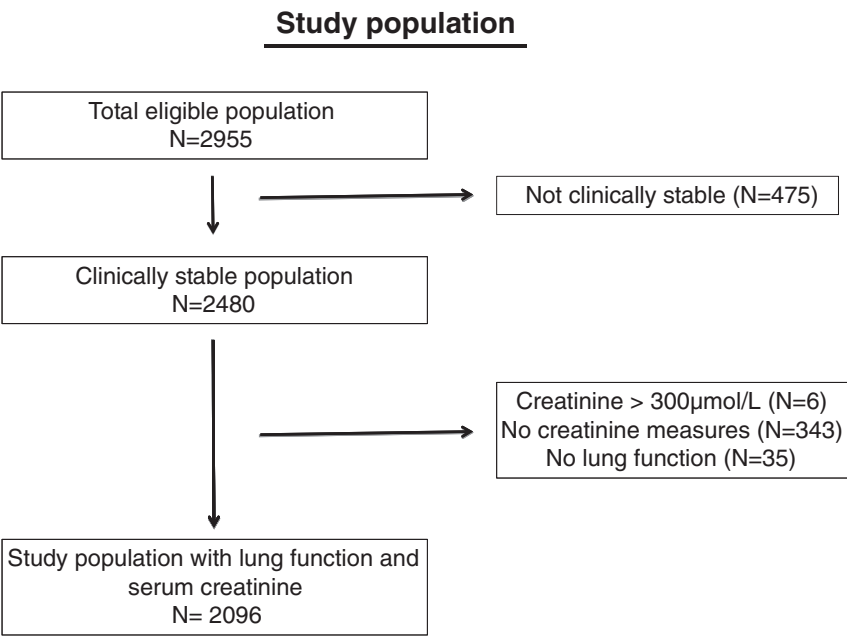 Study population
Total eligible population
N=2955
Not clinically stable (N=475)
Clinically stable population
N=2480
Creatinine > 300µmol/L (N=6)
No creatinine measures (N=343)
No lung function (N=35)
Study population with lung function and
serum creatinine
N= 2096